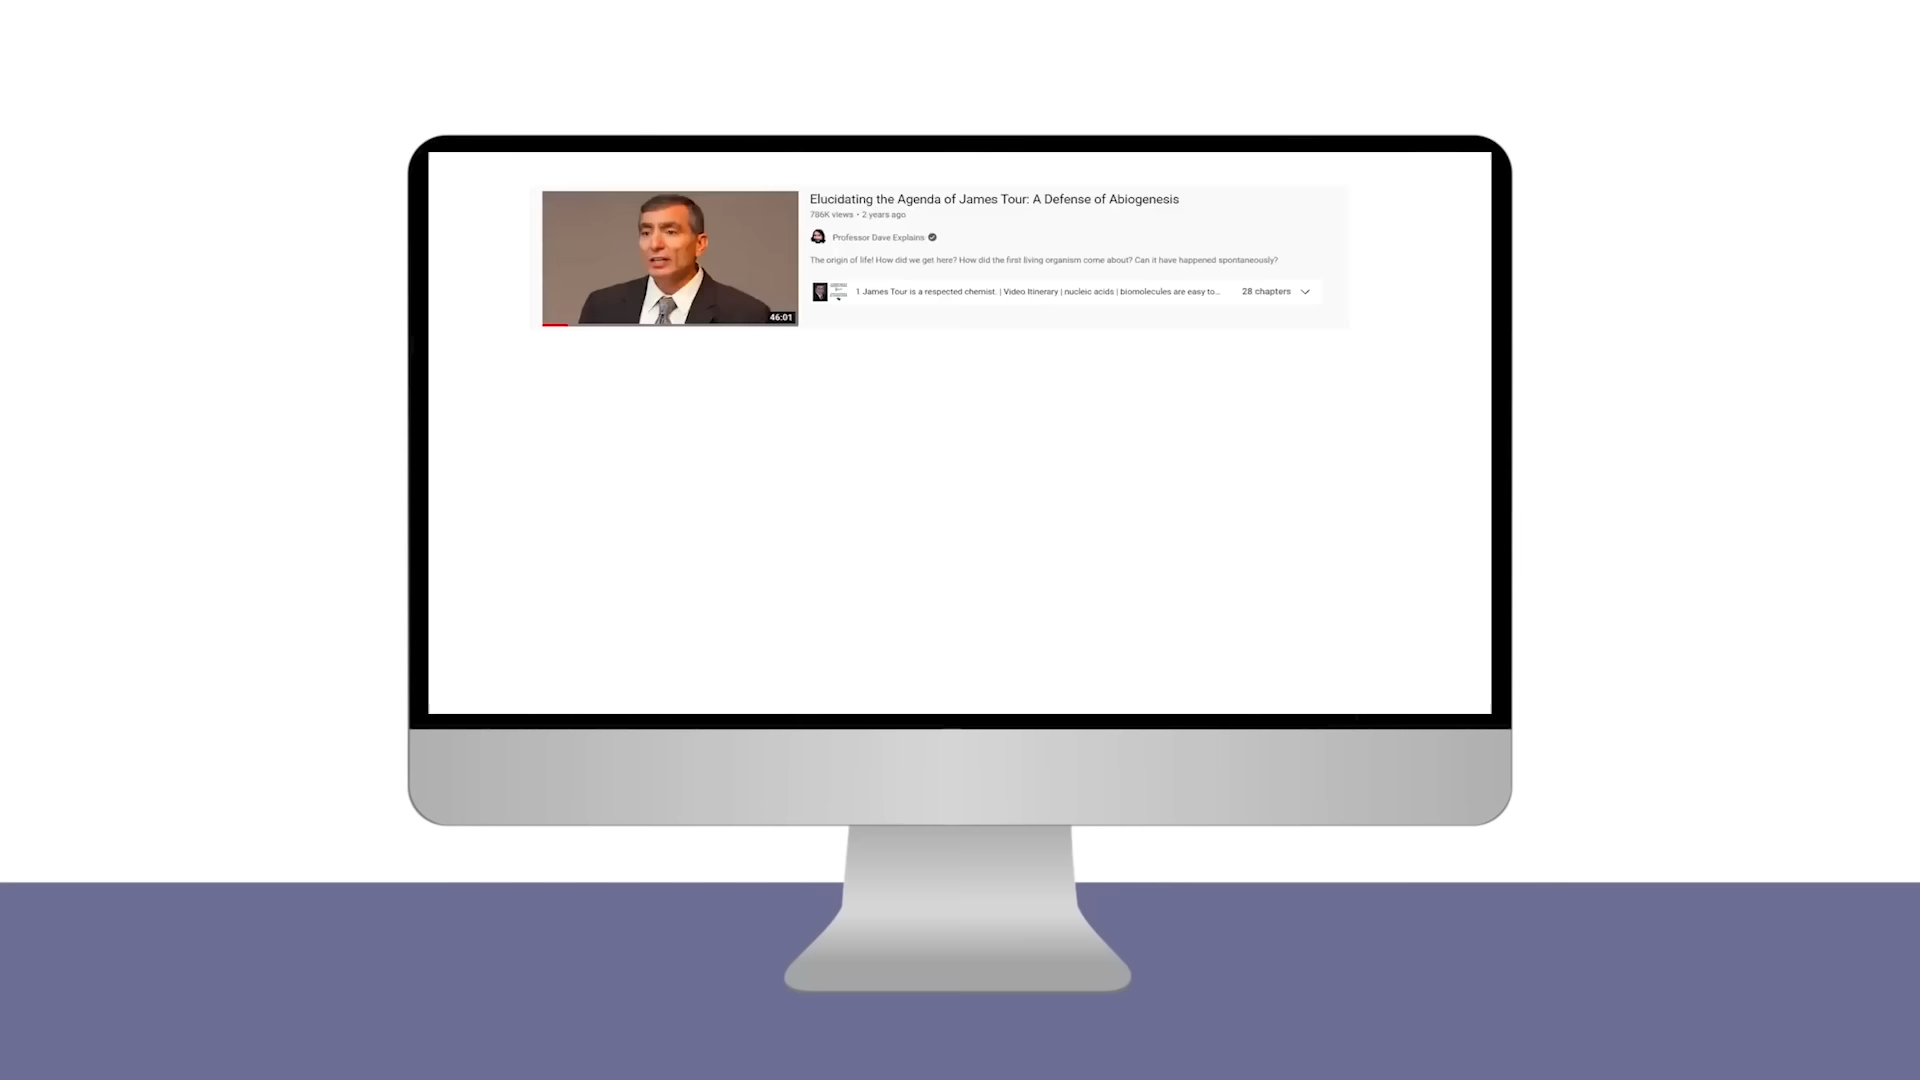 Elucidating the Agenda of James Tour: A Defense of Abiogenesis
786K views • 2 years ago
Professor Dave Explains
The origin of life! How did we get here? How did the first living organism come about? Can it have happened spontaneously?
1 James Tour is a respected chemist. | Video Itinerary | nucleic acids | biomolecules are easy to...
28 chapters
46:01